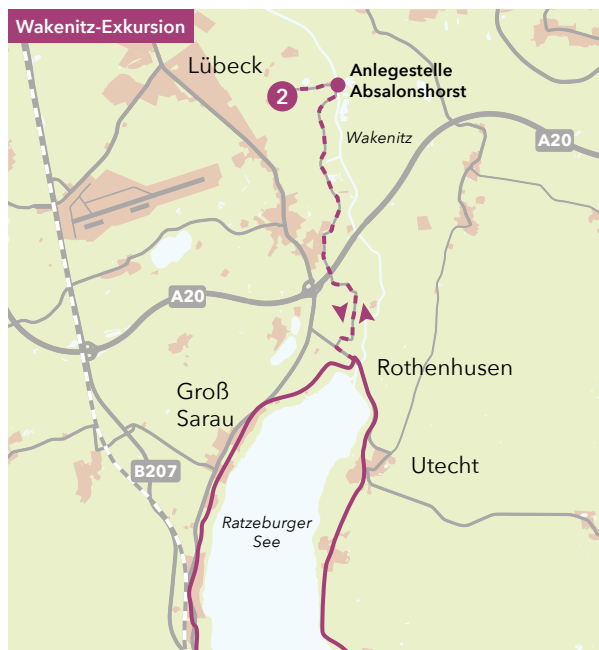 Wakenitz-Exkursion
Lübeck
2
Anlegestelle
Absalonshorst
Wakenitz
A20
A20
Rothenhusen
Groß
Sarau
B207
Utecht
Ratzeburger
See